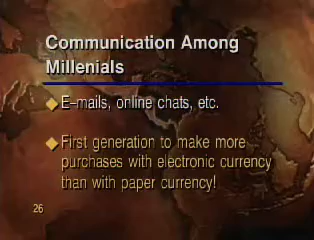 Communication Among
Millenials
E-mails, online chats, etc.
First generation to make more
purchases with electronic currency
than with paper currency!
26